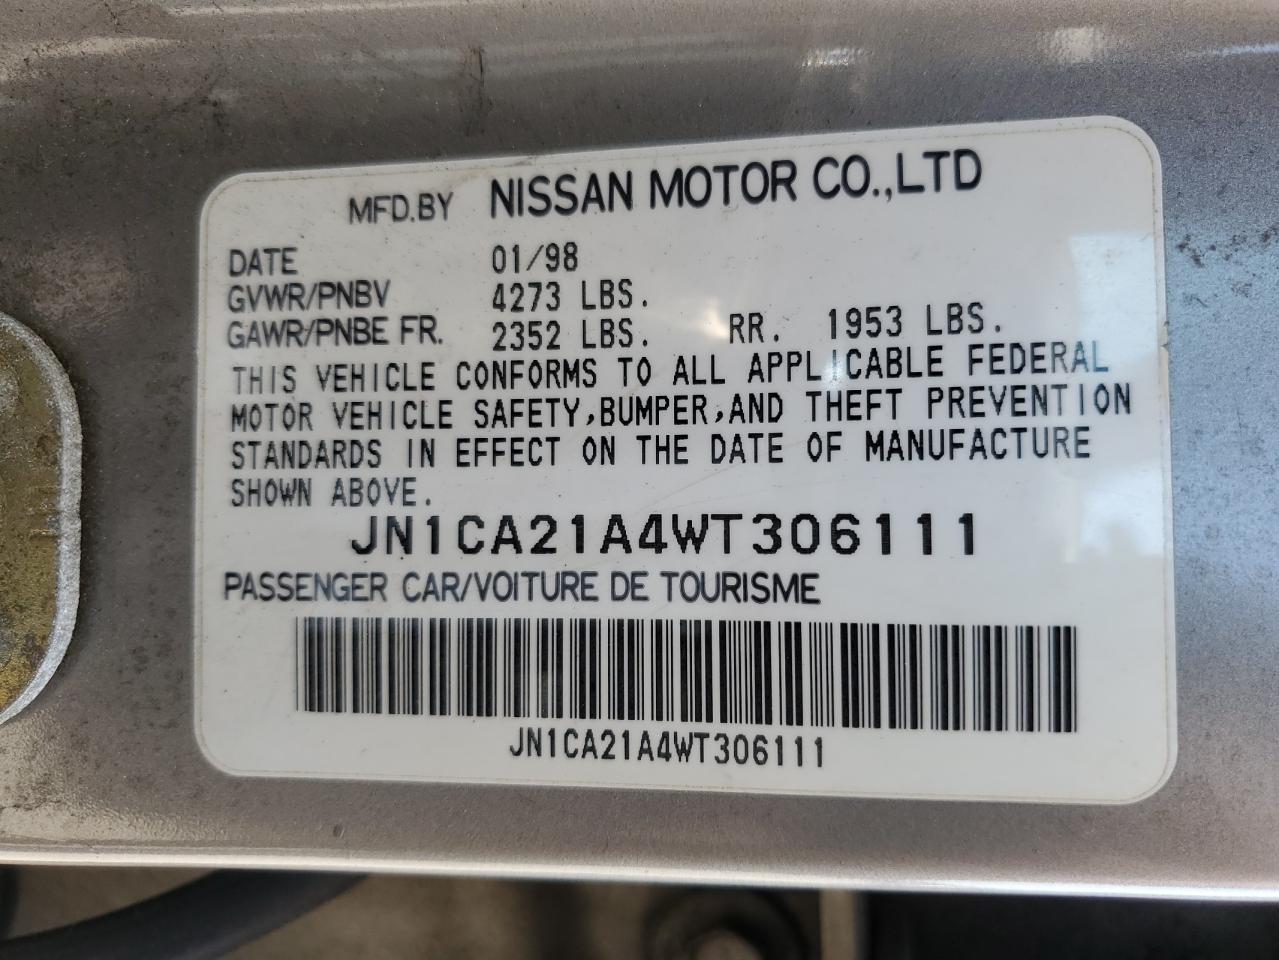 MFD.BY NISSAN MOTOR CO.,LTD
DATE 01/98
GVWR/PNBV 4273 LBS.
GAWR/PNBE FR. 2352 LBS. RR. 1953 LBS.
THIS VEHICLE CONFORMS TO ALL APPLICABLE FEDERAL
MOTOR VEHICLE SAFETY,BUMPER,AND THEFT PREVENTION
STANDARDS IN EFFECT ON THE DATE OF MANUFACTURE
SHOWN ABOVE.
JN1CA21A4WT306111
PASSENGER CAR/VOITURE DE TOURISME
JN1CA21A4WT306111